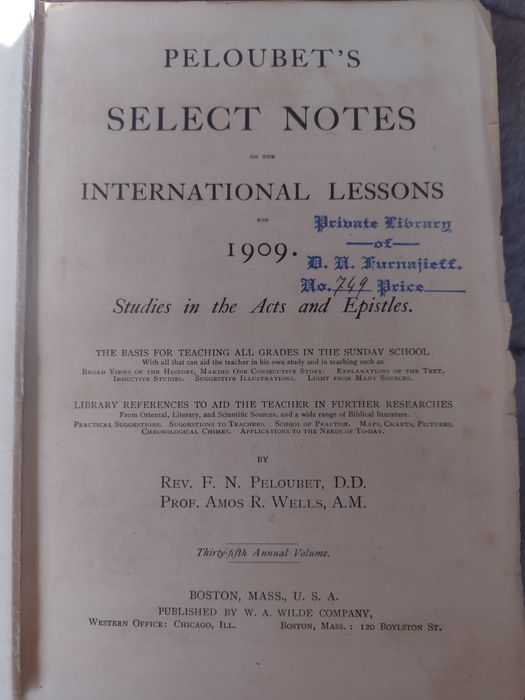 PELOUBET'S
SELECT NOTES
ON THE
INTERNATIONAL LESSONS
FOR
1909.
Private Library
of
D. N. Furnajieff.
No. 749 Price
Studies in the Acts and Epistles.
THE BASIS FOR TEACHING ALL GRADES IN THE SUNDAY SCHOOL
With all that can aid the teacher in his own study and in teaching such as
BROAD VIEWS OF THE HISTORY, MAKING ONE CONSECUTIVE STORY. EXPLANATIONS OF THE TEXT.
INDUCTIVE STUDIES. SUGGESTIVE ILLUSTRATIONS. LIGHT FROM MANY SOURCES.
LIBRARY REFERENCES TO AID THE TEACHER IN FURTHER RESEARCHES
From Oriental, Literary, and Scientific Sources, and a wide range of Biblical literature.
PRACTICAL SUGGESTIONS. SUGGESTIONS TO TEACHERS. SCHOOL OF PRACTISE. MAPS, CHARTS, PICTURES.
CHRONOLOGICAL CHIMES. APPLICATIONS TO THE NEEDS OF TO-DAY.
BY
REV. F. N. PELOUBET, D.D.
PROF. AMOS R. WELLS, A.M.
Thirty-fifth Annual Volume.
BOSTON, MASS., U. S. A.
PUBLISHED BY W. A. WILDE COMPANY,
WESTERN OFFICE: CHICAGO, ILL. BOSTON, MASS.: 120 BOYLSTON ST.